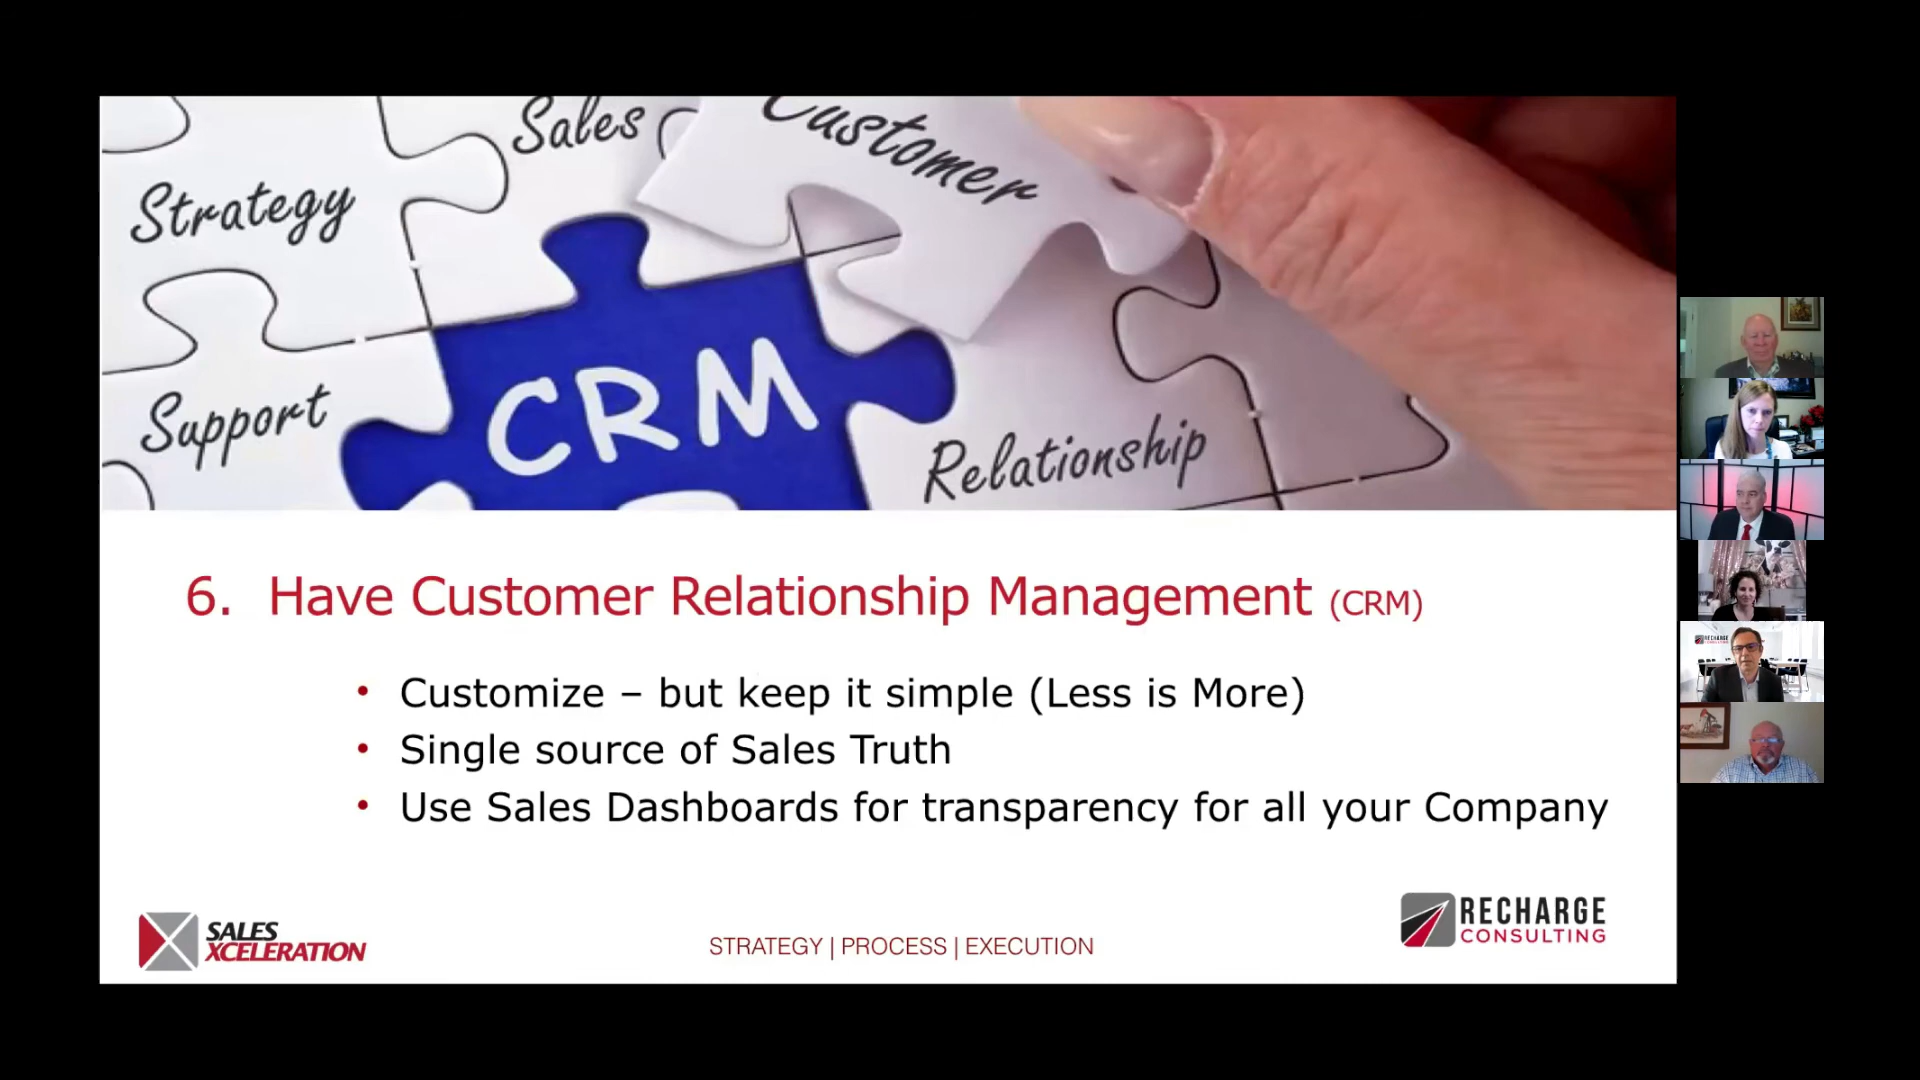 Sales
Customer
Strategy
CRM
Support
Relationship
6. Have Customer Relationship Management (CRM)
• Customize – but keep it simple (Less is More)
• Single source of Sales Truth
• Use Sales Dashboards for transparency for all your Company
SALES
XCELERATION
STRATEGY | PROCESS | EXECUTION
RECHARGE
CONSULTING
RECHARGE